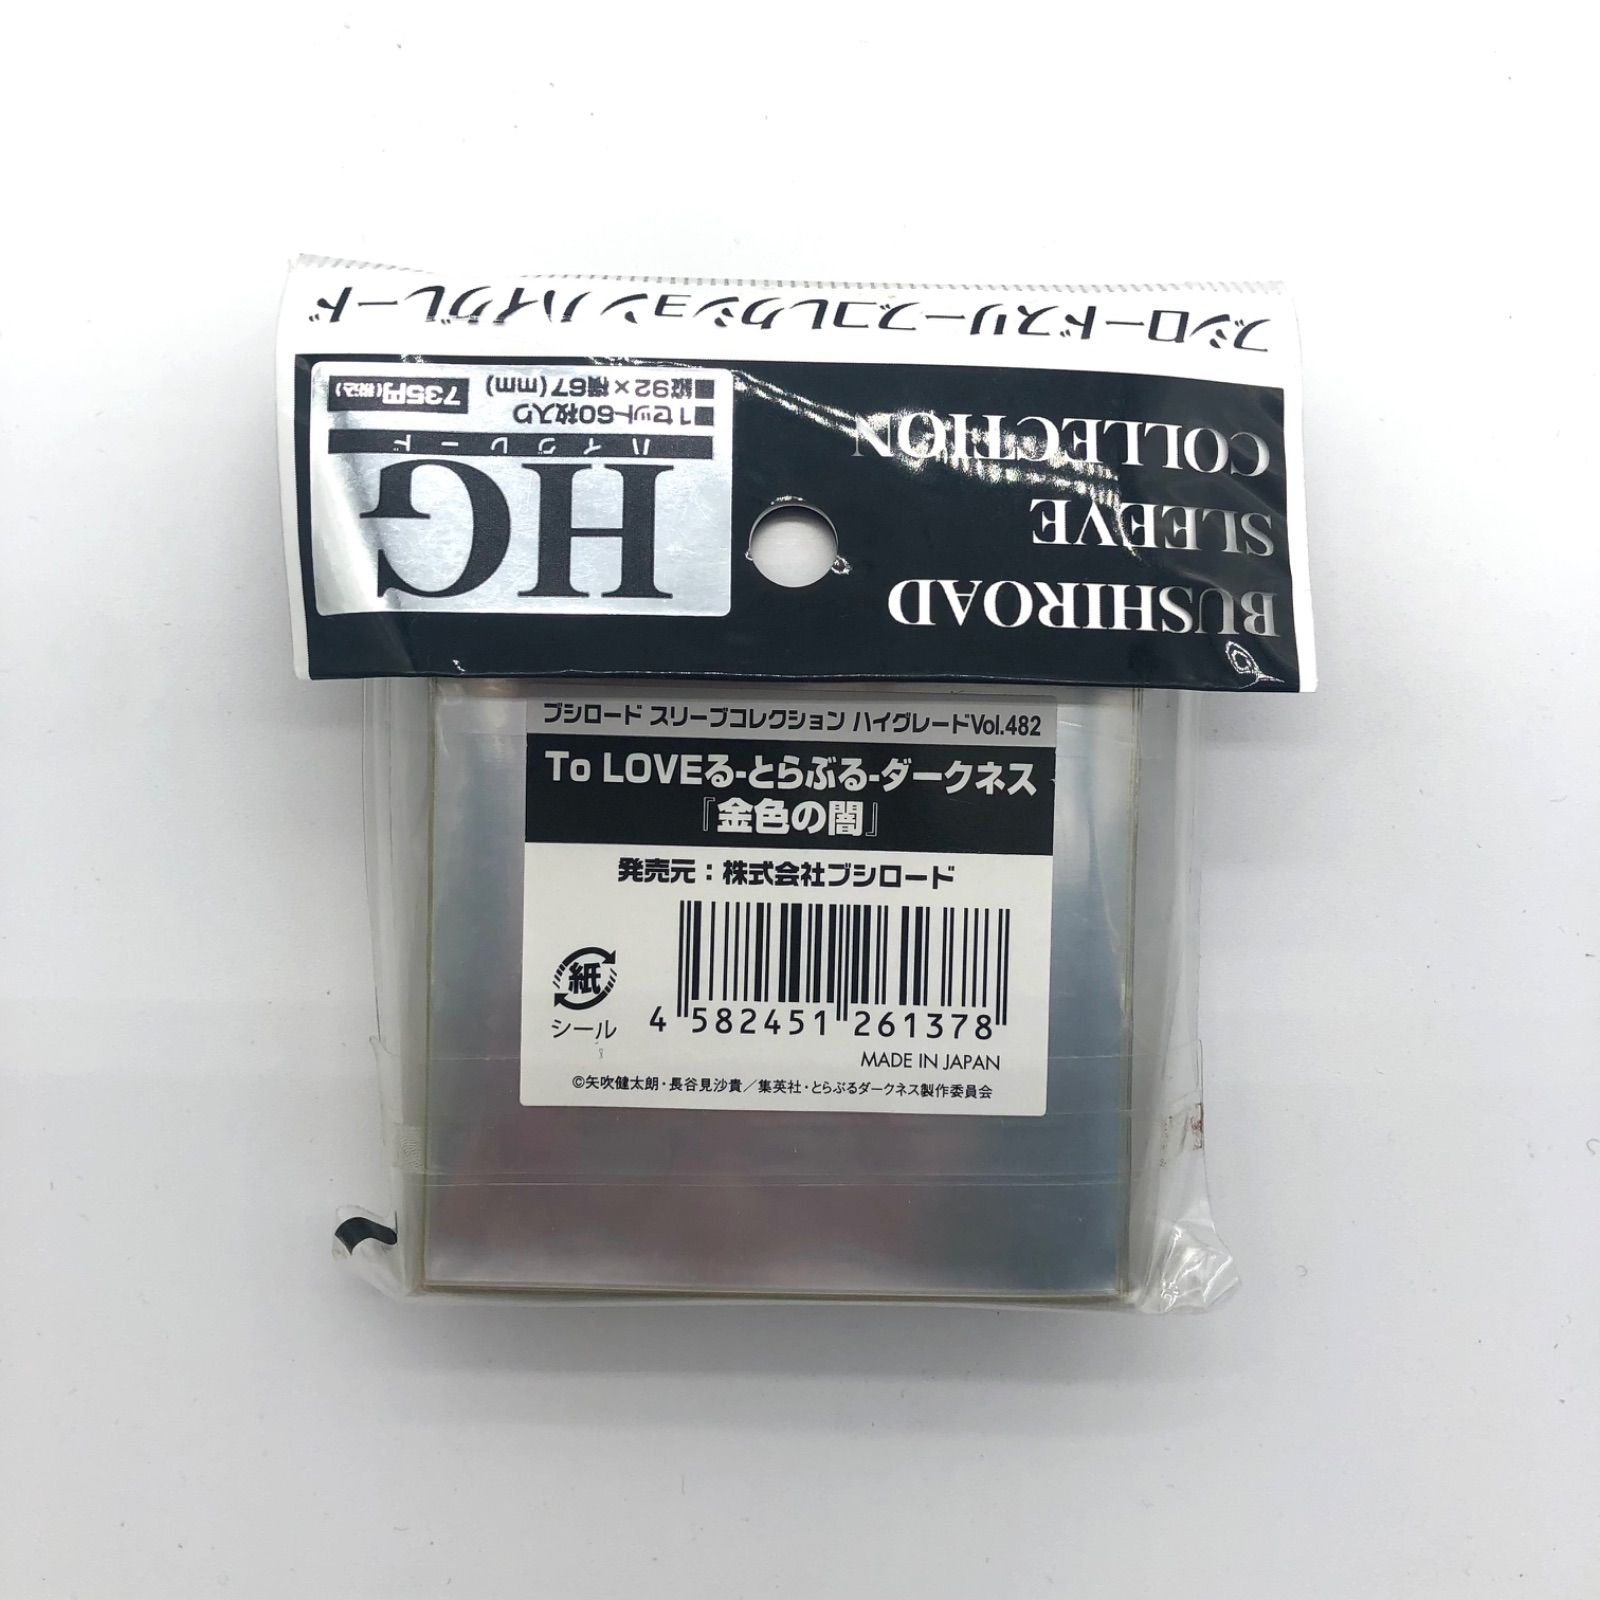 ブシロードスリーブコレクション ハイグレード
BUSHIROAD
SLEEVE
COLLECTION
HG
ハイグレード
■1セット60枚入り
■縦92×横67(mm)
735円(税込)
ブシロード スリーブコレクション ハイグレードVol.482
To LOVEる-とらぶる-ダークネス
『金色の闇』
発売元：株式会社ブシロード
紙
シール
4 582451 261378
MADE IN JAPAN
©矢吹健太朗・長谷見沙貴／集英社・とらぶるダークネス製作委員会